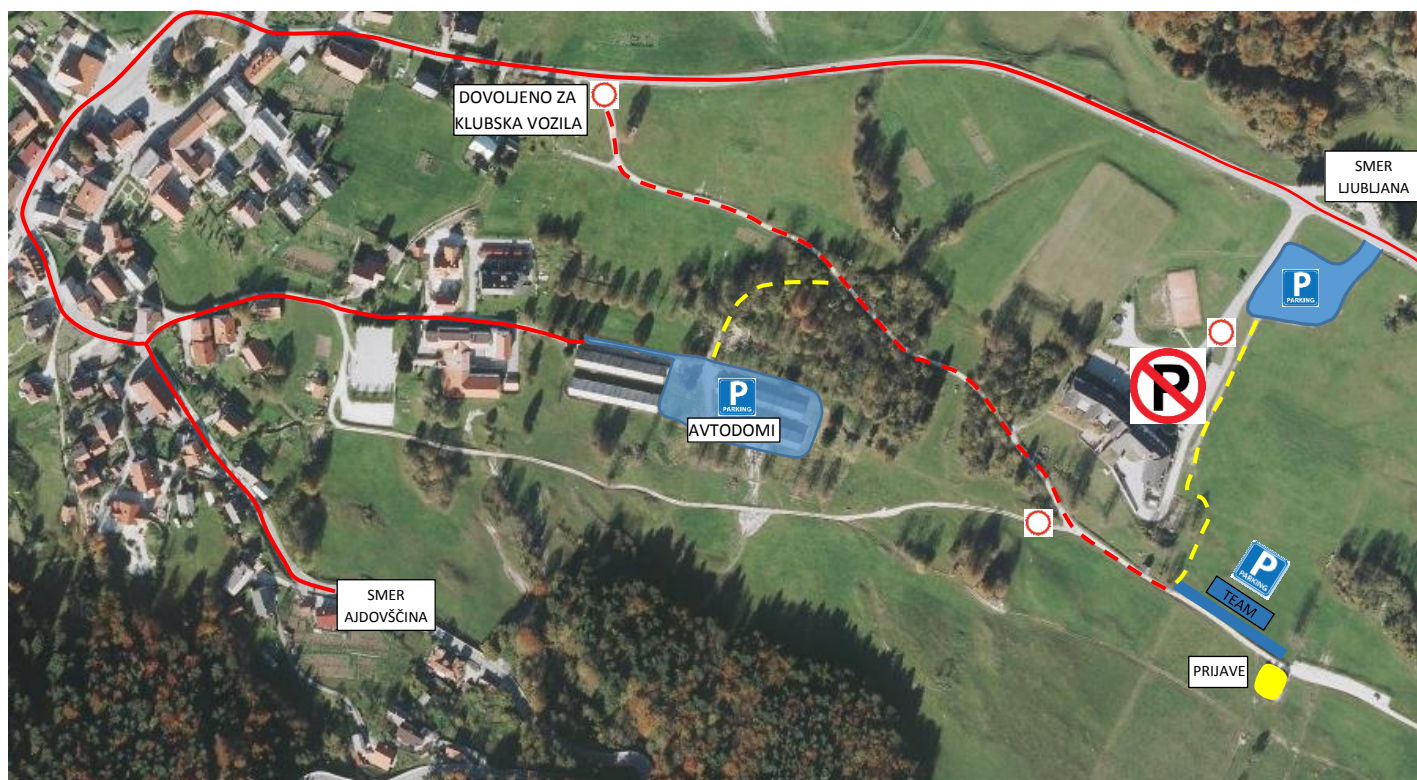 DOVOLJENO ZA
KLUBSKA VOZILA
SMER
LJUBLJANA
P
PARKING
P
P
PARKING
AVTODOMI
P
PARKING
TEAM
SMER
AJDOVŠČINA
PRIJAVE